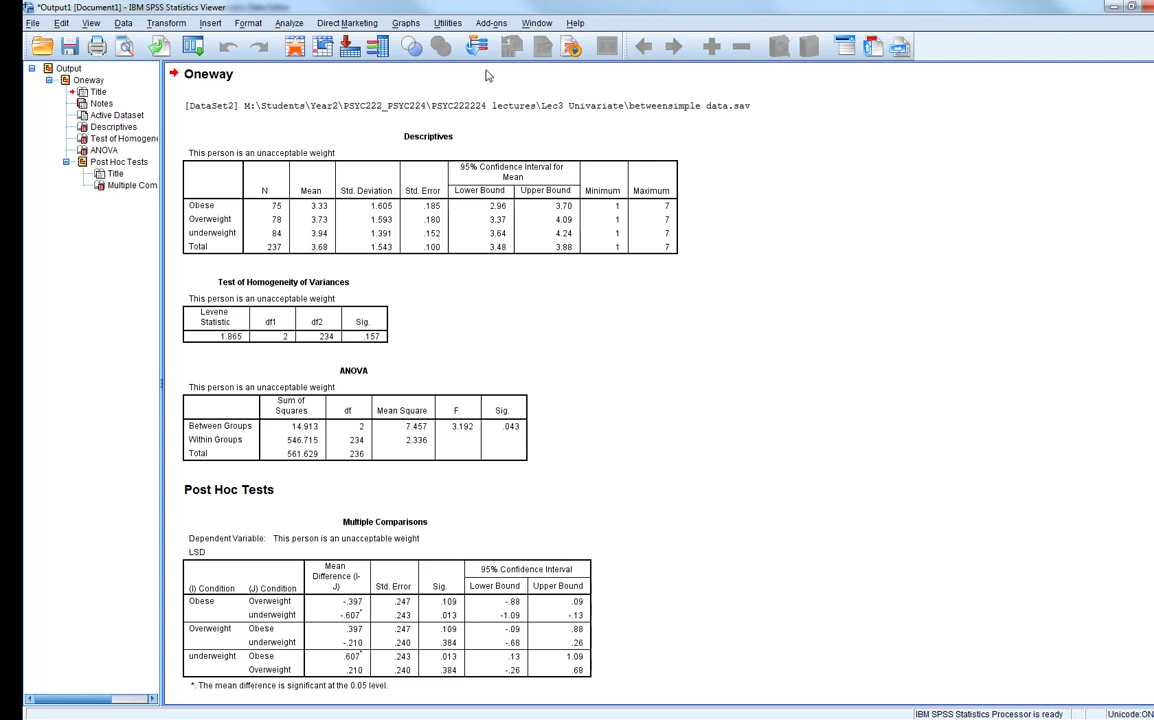 *Output1 [Document1] - IBM SPSS Statistics Viewer
File Edit View Data Transform Insert Format Analyze Direct Marketing Graphs Utilities Add-ons Window Help
Output
Oneway
Title
Notes
Active Dataset
Descriptives
Test of Homogene
ANOVA
Post Hoc Tests
Title
Multiple Com
Oneway
[DataSet2] M:\Students\Year2\PSYC222_PSYC224\PSYC222224 lectures\Lec3 Univariate\betweensimple data.sav
Descriptives
This person is an unacceptable weight
95% Confidence Interval for
Mean
N Mean Std. Deviation Std. Error Lower Bound Upper Bound Minimum Maximum
Obese 75 3.33 1.605 .185 2.96 3.70 1 7
Overweight 78 3.73 1.593 .180 3.37 4.09 1 7
underweight 84 3.94 1.391 .152 3.64 4.24 1 7
Total 237 3.68 1.543 .100 3.48 3.88 1 7
Test of Homogeneity of Variances
This person is an unacceptable weight
Levene
Statistic df1 df2 Sig.
1.865 2 234 .157
ANOVA
This person is an unacceptable weight
Sum of
Squares df Mean Square F Sig.
Between Groups 14.913 2 7.457 3.192 .043
Within Groups 546.715 234 2.336
Total 561.629 236
Post Hoc Tests
Multiple Comparisons
Dependent Variable: This person is an unacceptable weight
LSD
Mean
Difference (I-
J)
95% Confidence Interval
(I) Condition (J) Condition Std. Error Sig. Lower Bound Upper Bound
Obese Overweight -.397 .247 .109 -.88 .09
underweight -.607* .243 .013 -1.09 -.13
Overweight Obese .397 .247 .109 -.09 .88
underweight -.210 .240 .384 -.68 .26
underweight Obese .607* .243 .013 .13 1.09
Overweight .210 .240 .384 -.26 .68
*. The mean difference is significant at the 0.05 level.
IBM SPSS Statistics Processor is ready
Unicode:ON